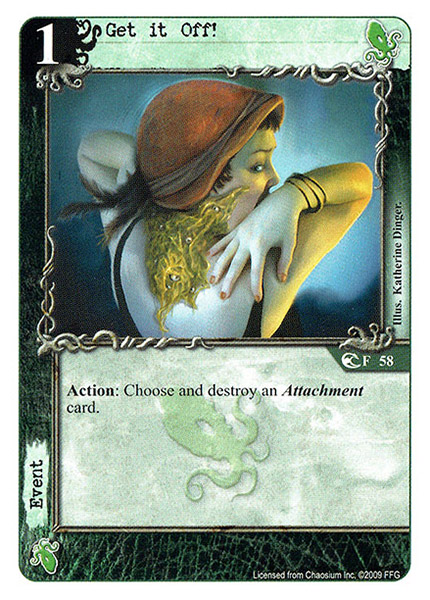 1
Get it Off!
Illus. Katherine Dinger.
F 58
Action: Choose and destroy an Attachment
card.
Event
Licensed from Chaosium Inc. ©2009 FFG